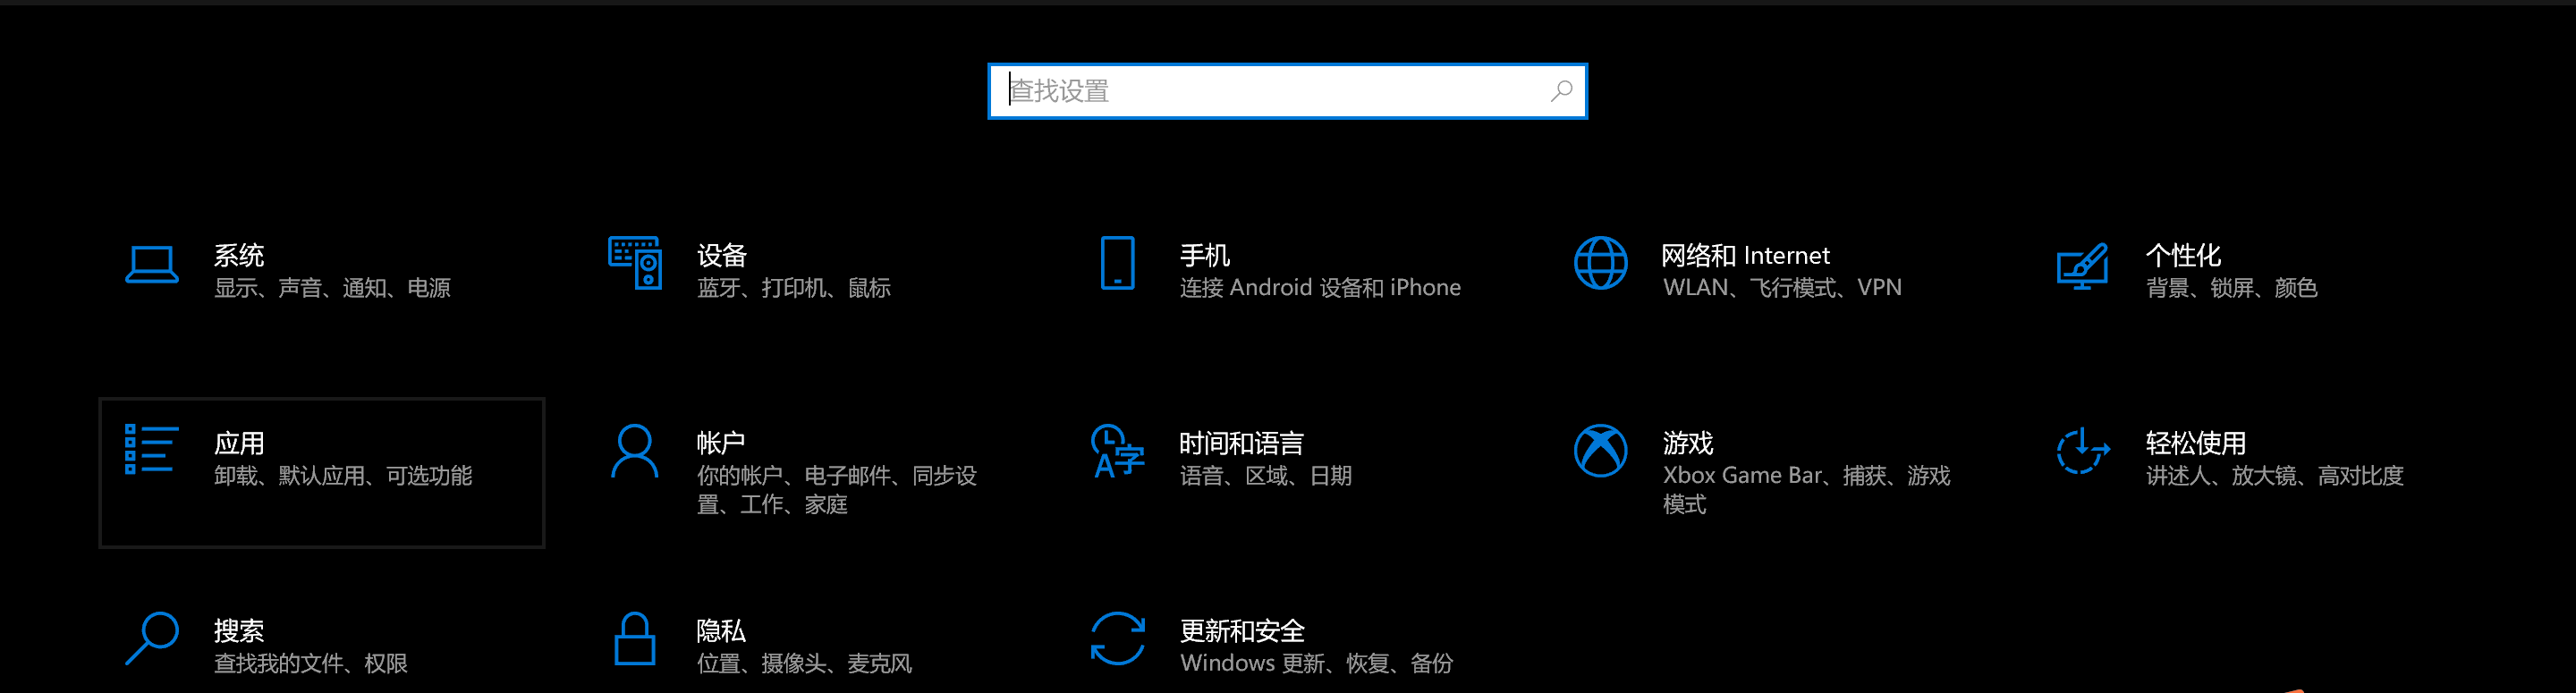 查找设置
系统
显示、声音、通知、电源
设备
蓝牙、打印机、鼠标
手机
连接 Android 设备和 iPhone
网络和 Internet
WLAN、飞行模式、VPN
个性化
背景、锁屏、颜色
应用
卸载、默认应用、可选功能
帐户
你的帐户、电子邮件、同步设
置、工作、家庭
时间和语言
语音、区域、日期
游戏
Xbox Game Bar、捕获、游戏
模式
轻松使用
讲述人、放大镜、高对比度
搜索
查找我的文件、权限
隐私
位置、摄像头、麦克风
更新和安全
Windows 更新、恢复、备份